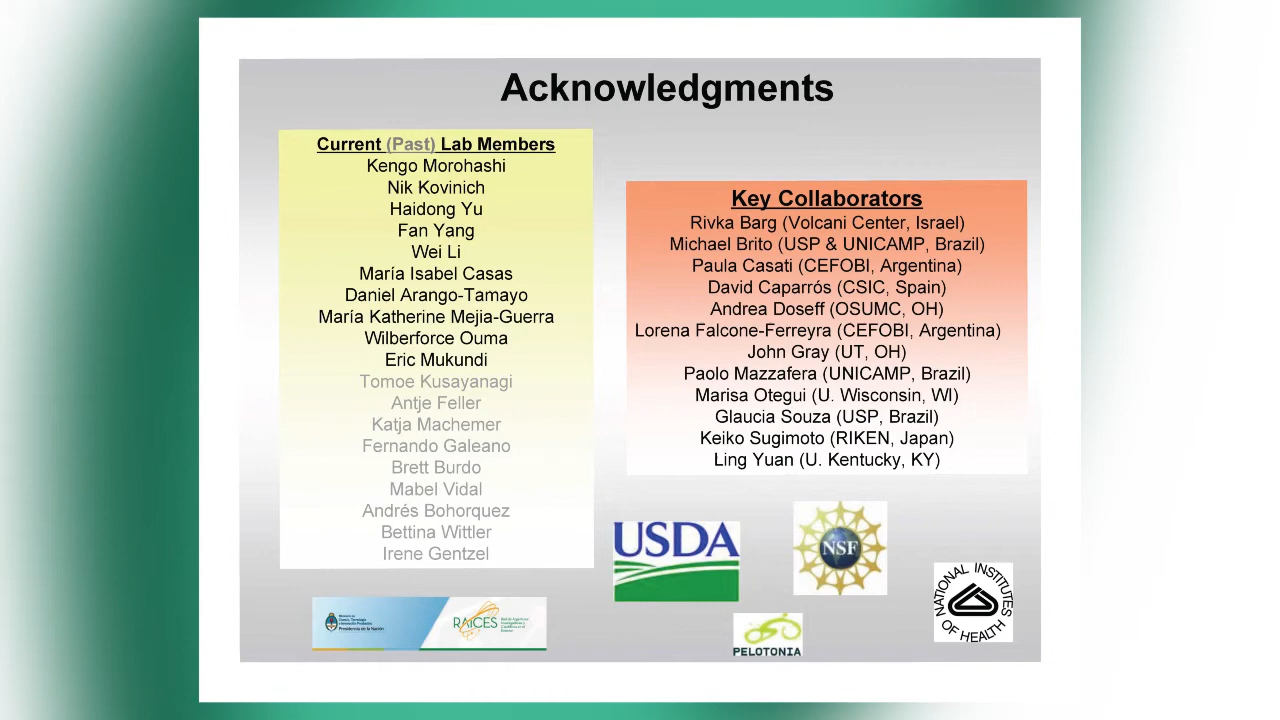 Acknowledgments
Current (Past) Lab Members
Kengo Morohashi
Nik Kovinich
Haidong Yu
Fan Yang
Wei Li
María Isabel Casas
Daniel Arango-Tamayo
María Katherine Mejia-Guerra
Wilberforce Ouma
Eric Mukundi
Tomoe Kusayanagi
Antje Feller
Katja Machemer
Fernando Galeano
Brett Burdo
Mabel Vidal
Andrés Bohorquez
Bettina Wittler
Irene Gentzel
Key Collaborators
Rivka Barg (Volcani Center, Israel)
Michael Brito (USP & UNICAMP, Brazil)
Paula Casati (CEFOBI, Argentina)
David Caparrós (CSIC, Spain)
Andrea Doseff (OSUMC, OH)
Lorena Falcone-Ferreyra (CEFOBI, Argentina)
John Gray (UT, OH)
Paolo Mazzafera (UNICAMP, Brazil)
Marisa Otegui (U. Wisconsin, WI)
Glaucia Souza (USP, Brazil)
Keiko Sugimoto (RIKEN, Japan)
Ling Yuan (U. Kentucky, KY)
USDA
NSF
NATIONAL INSTITUTES
OF HEALTH
Presidencia de la Nación
RAICES
PELOTONIA